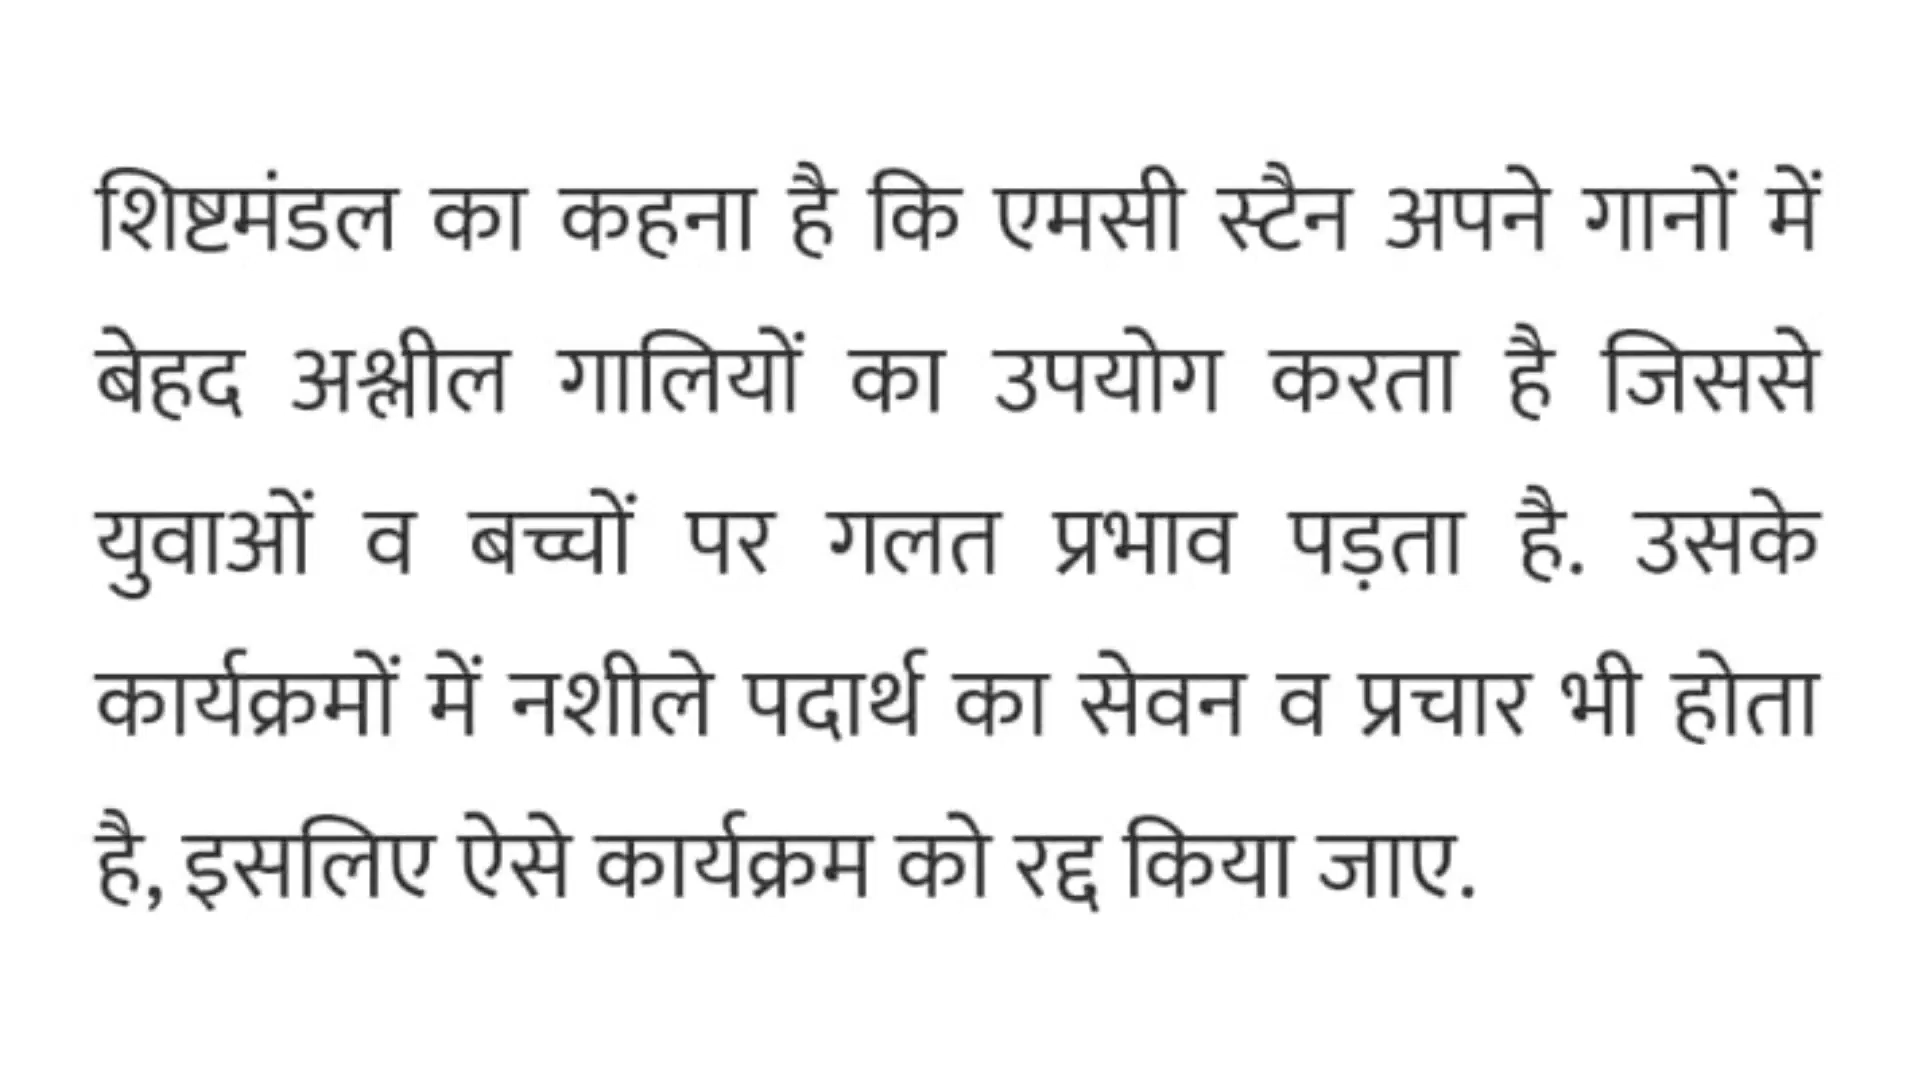 शिष्टमंडल का कहना है कि एमसी स्टैन अपने गानों में
बेहद अश्लील गालियों का उपयोग करता है जिससे
युवाओं व बच्चों पर गलत प्रभाव पड़ता है. उसके
कार्यक्रमों में नशीले पदार्थ का सेवन व प्रचार भी होता
है, इसलिए ऐसे कार्यक्रम को रद्द किया जाए.